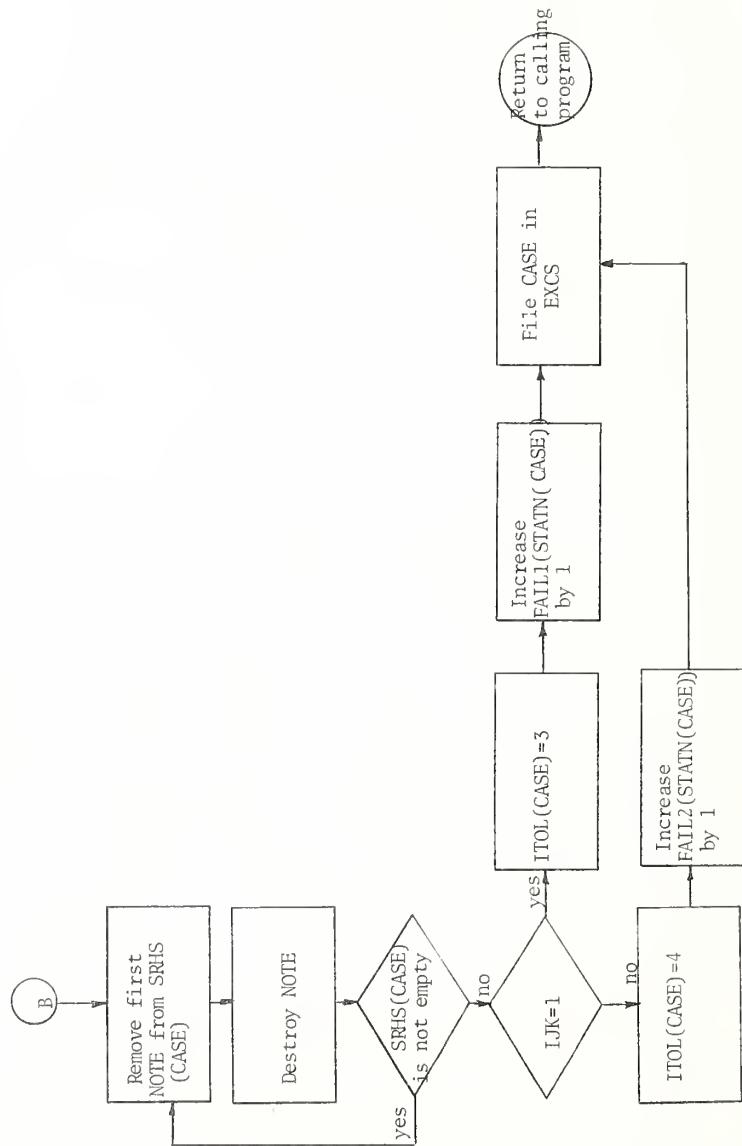 B
Remove first
NOTE from SRHS
(CASE)
Destroy NOTE
SRHS(CASE)
is not empty
yes
no
IJK=1
yes
no
ITOL(CASE)=3
Increase
FAIL1(STATN(CASE))
by 1
ITOL(CASE)=4
Increase
FAIL2(STATN(CASE))
by 1
File CASE in
EXCS
Return
to calling
program